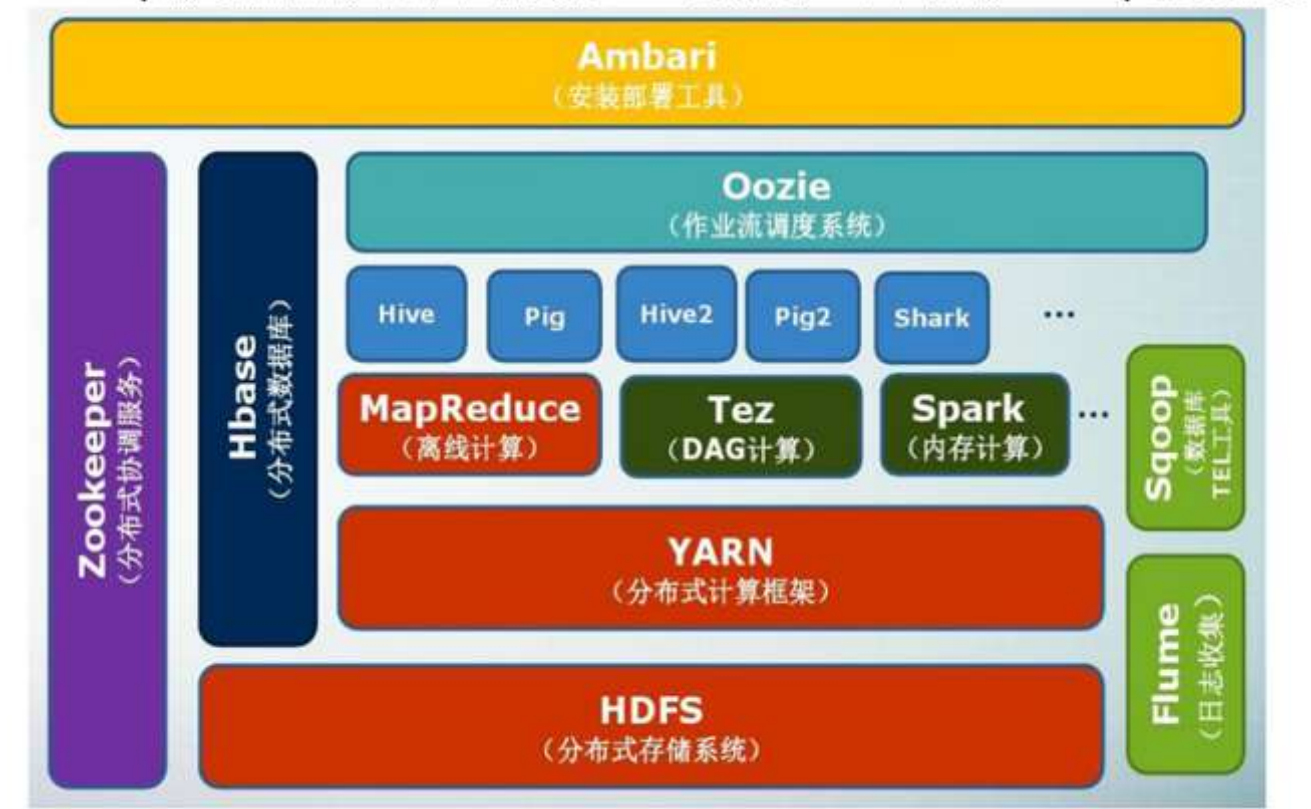 Ambari
（安装部署工具）
Zookeeper
（分布式协调服务）
Hbase
（分布式数据库）
Oozie
（作业流调度系统）
Hive
Pig
Hive2
Pig2
Shark
...
MapReduce
（离线计算）
Tez
（DAG计算）
Spark
（内存计算）
...
Sqoop
（数据库
TEL工具）
YARN
（分布式计算框架）
Flume
（日志收集）
HDFS
（分布式存储系统）